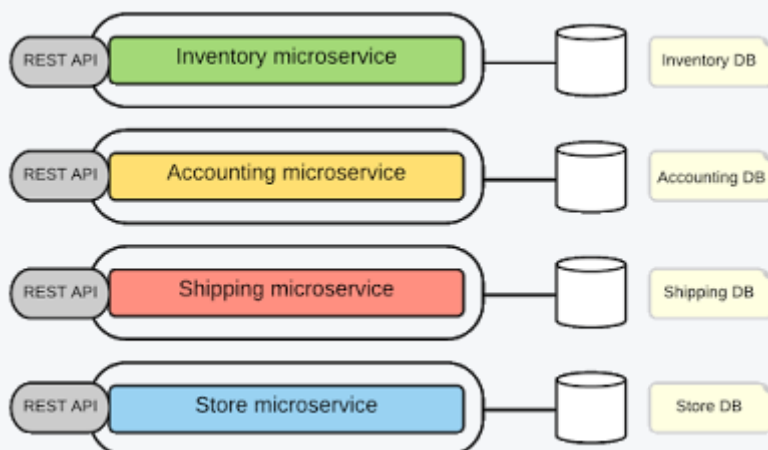 REST API
Inventory microservice
Inventory DB
REST API
Accounting microservice
Accounting DB
REST API
Shipping microservice
Shipping DB
REST API
Store microservice
Store DB